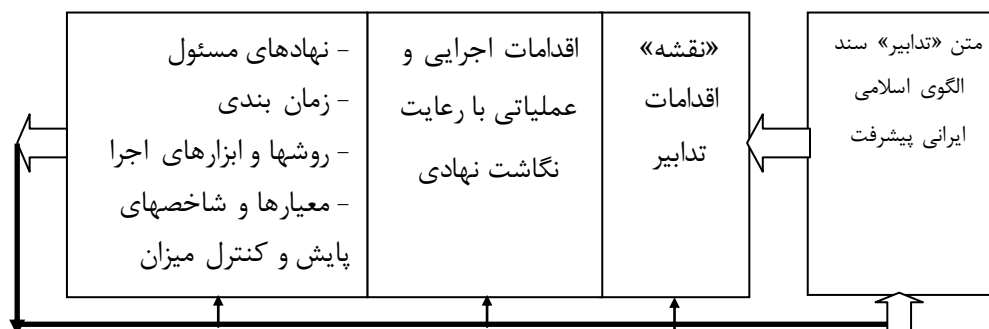 متن «تدابیر» سند
الگوی اسلامی
ایرانی پیشرفت
«نقشه»
اقدامات
تدابیر
اقدامات اجرایی و
عملیاتی با رعایت
نگاشت نهادی
- نهادهای مسئول
- زمان بندی
- روشها و ابزارهای اجرا
- معیارها و شاخصهای
پایش و کنترل میزان